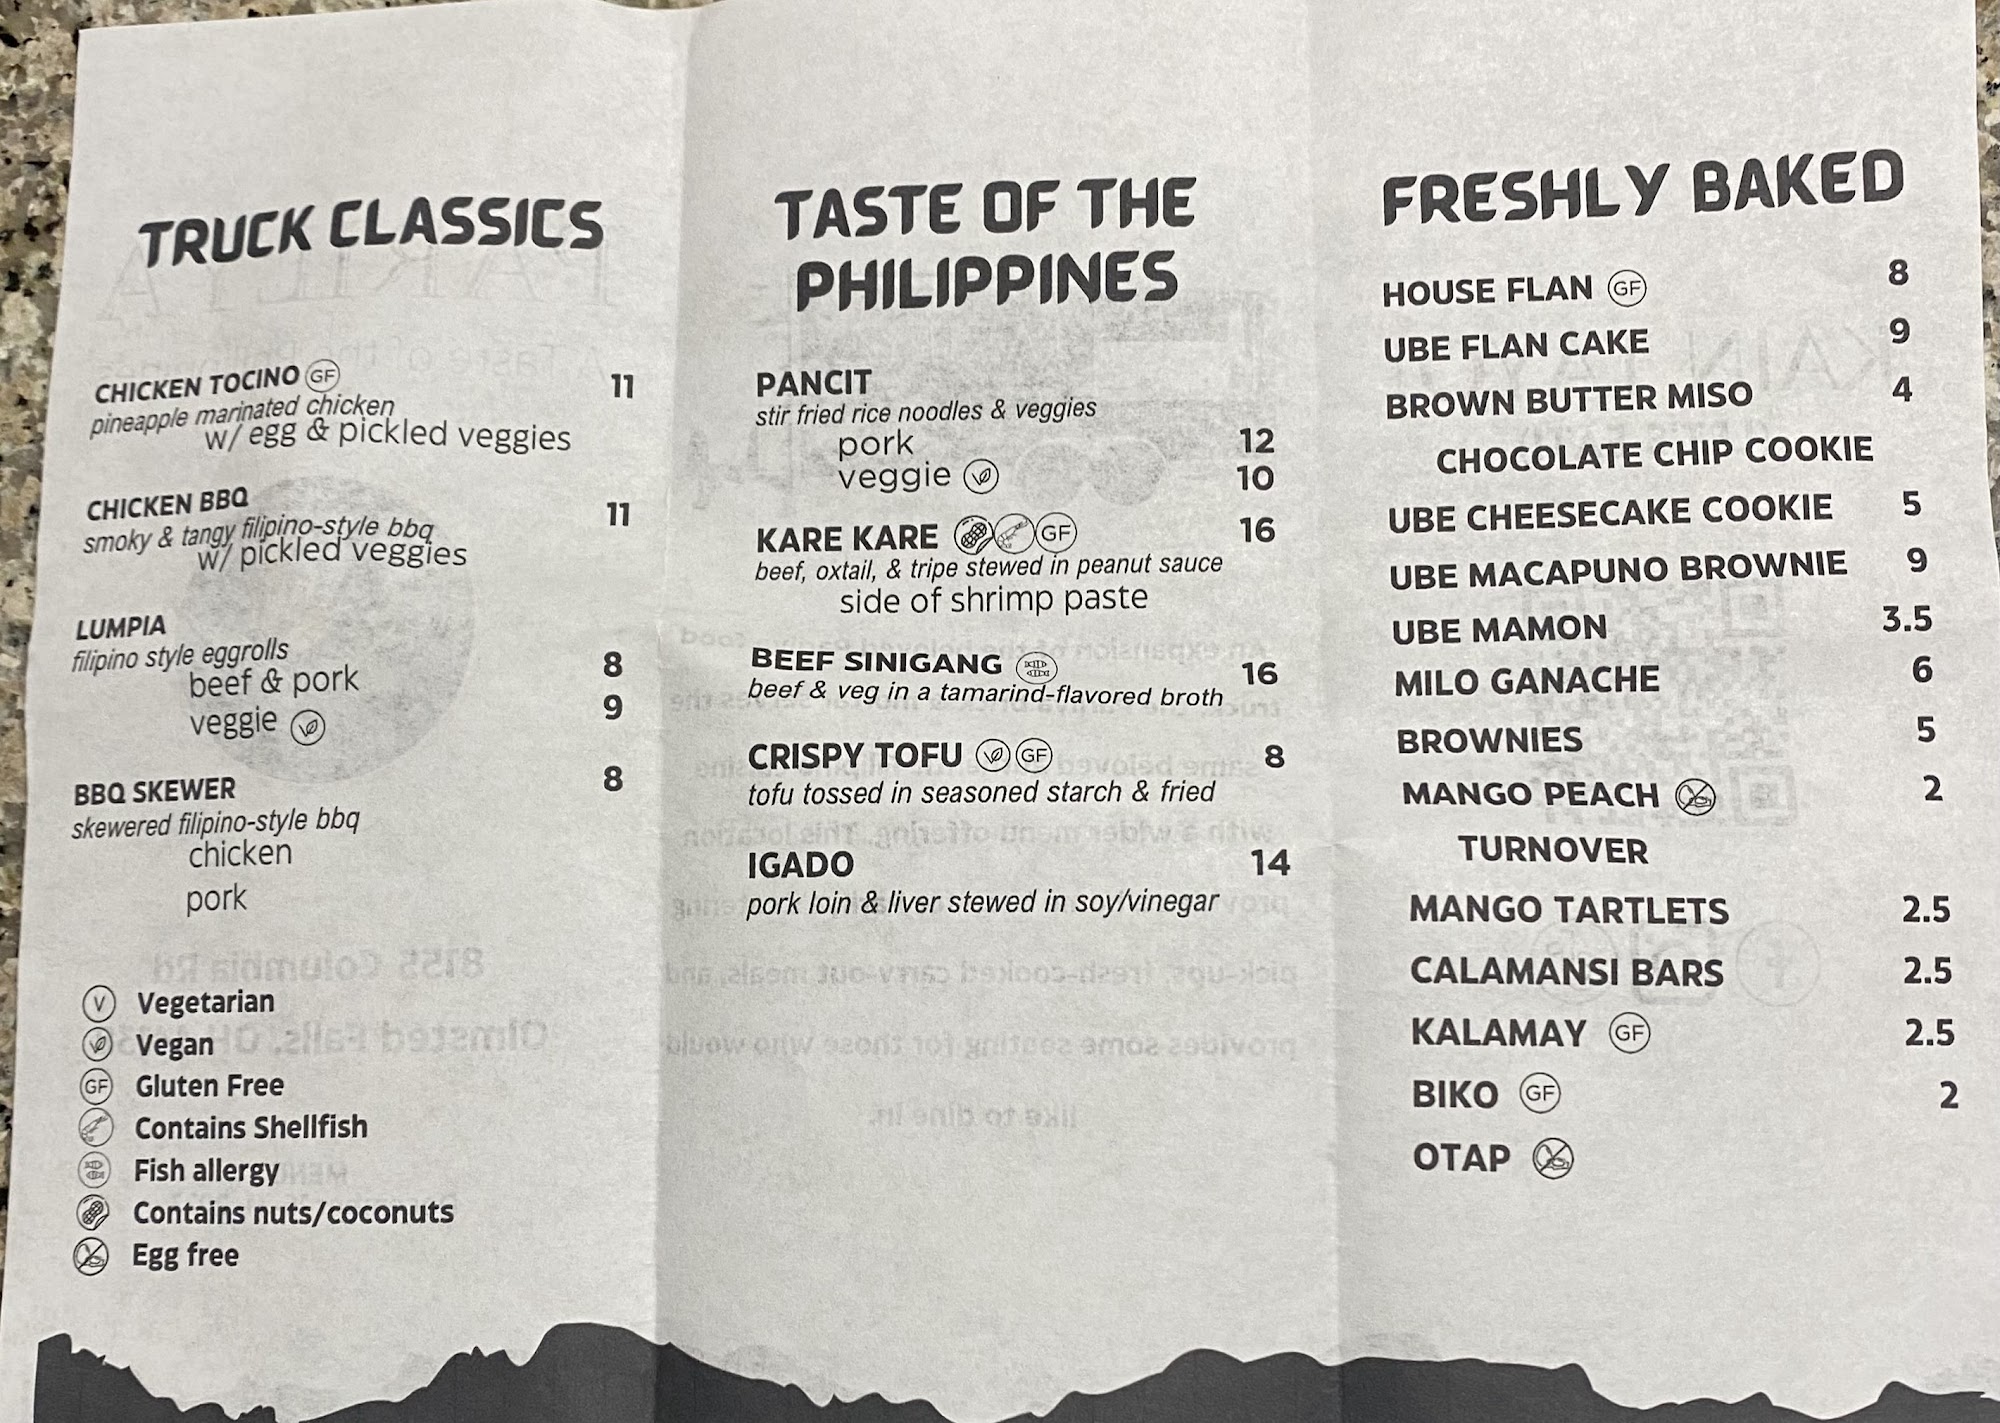 TRUCK CLASSICS
CHICKEN TOCINO GF 11
pineapple marinated chicken
w/ egg & pickled veggies
CHICKEN BBQ 11
smoky & tangy filipino-style bbq
w/ pickled veggies
LUMPIA
filipino style eggrolls
beef & pork 8
veggie 9
BBQ SKEWER 8
skewered filipino-style bbq
chicken
pork
V Vegetarian
Vegan
GF Gluten Free
Contains Shellfish
Fish allergy
Contains nuts/coconuts
Egg free
TASTE OF THE
PHILIPPINES
PANCIT
stir fried rice noodles & veggies
pork 12
veggie 10
KARE KARE GF 16
beef, oxtail, & tripe stewed in peanut sauce
side of shrimp paste
BEEF SINIGANG 16
beef & veg in a tamarind-flavored broth
CRISPY TOFU GF 8
tofu tossed in seasoned starch & fried
IGADO 14
pork loin & liver stewed in soy/vinegar
FRESHLY BAKED
HOUSE FLAN GF 8
UBE FLAN CAKE 9
BROWN BUTTER MISO 4
CHOCOLATE CHIP COOKIE
UBE CHEESECAKE COOKIE 5
UBE MACAPUNO BROWNIE 9
UBE MAMON 3.5
MILO GANACHE 6
BROWNIES 5
MANGO PEACH 2
TURNOVER
MANGO TARTLETS 2.5
CALAMANSI BARS 2.5
KALAMAY GF 2.5
BIKO GF 2
OTAP